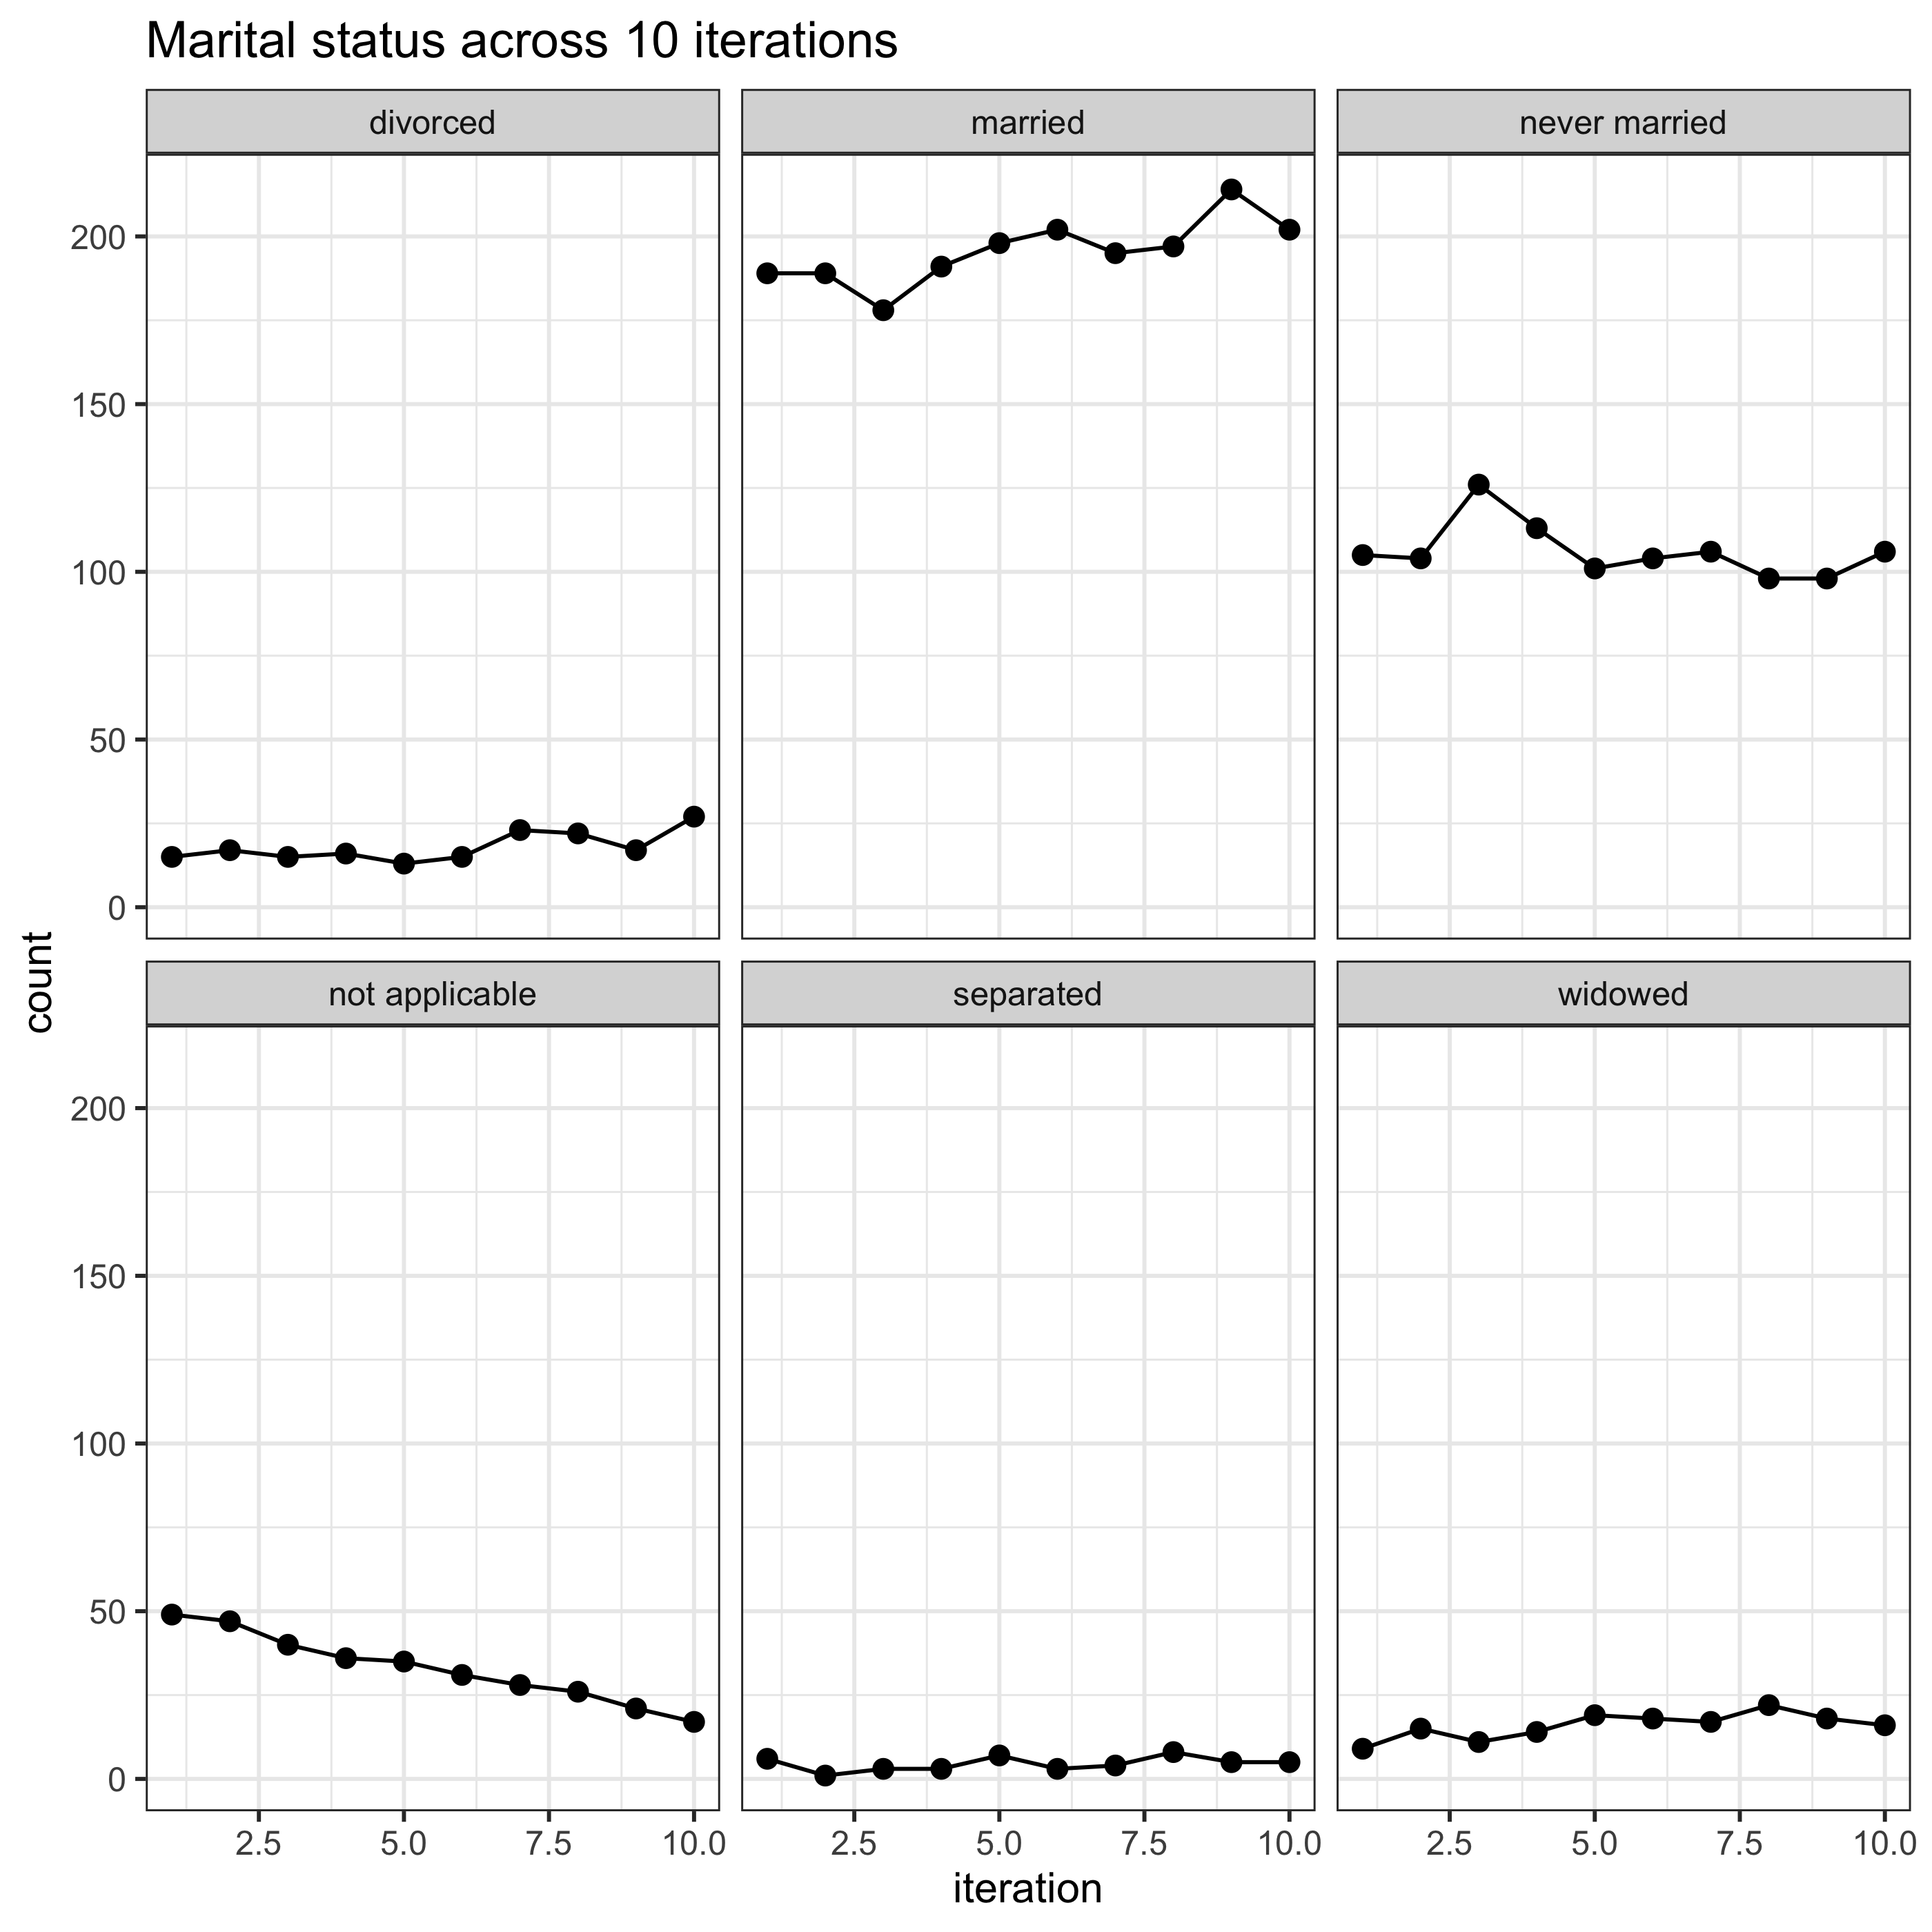 Marital status across 10 iterations
divorced married never married
200
150
100
50
0
count
not applicable separated widowed
200
150
100
50
0
2.5 5.0 7.5 10.0 2.5 5.0 7.5 10.0 2.5 5.0 7.5 10.0
iteration